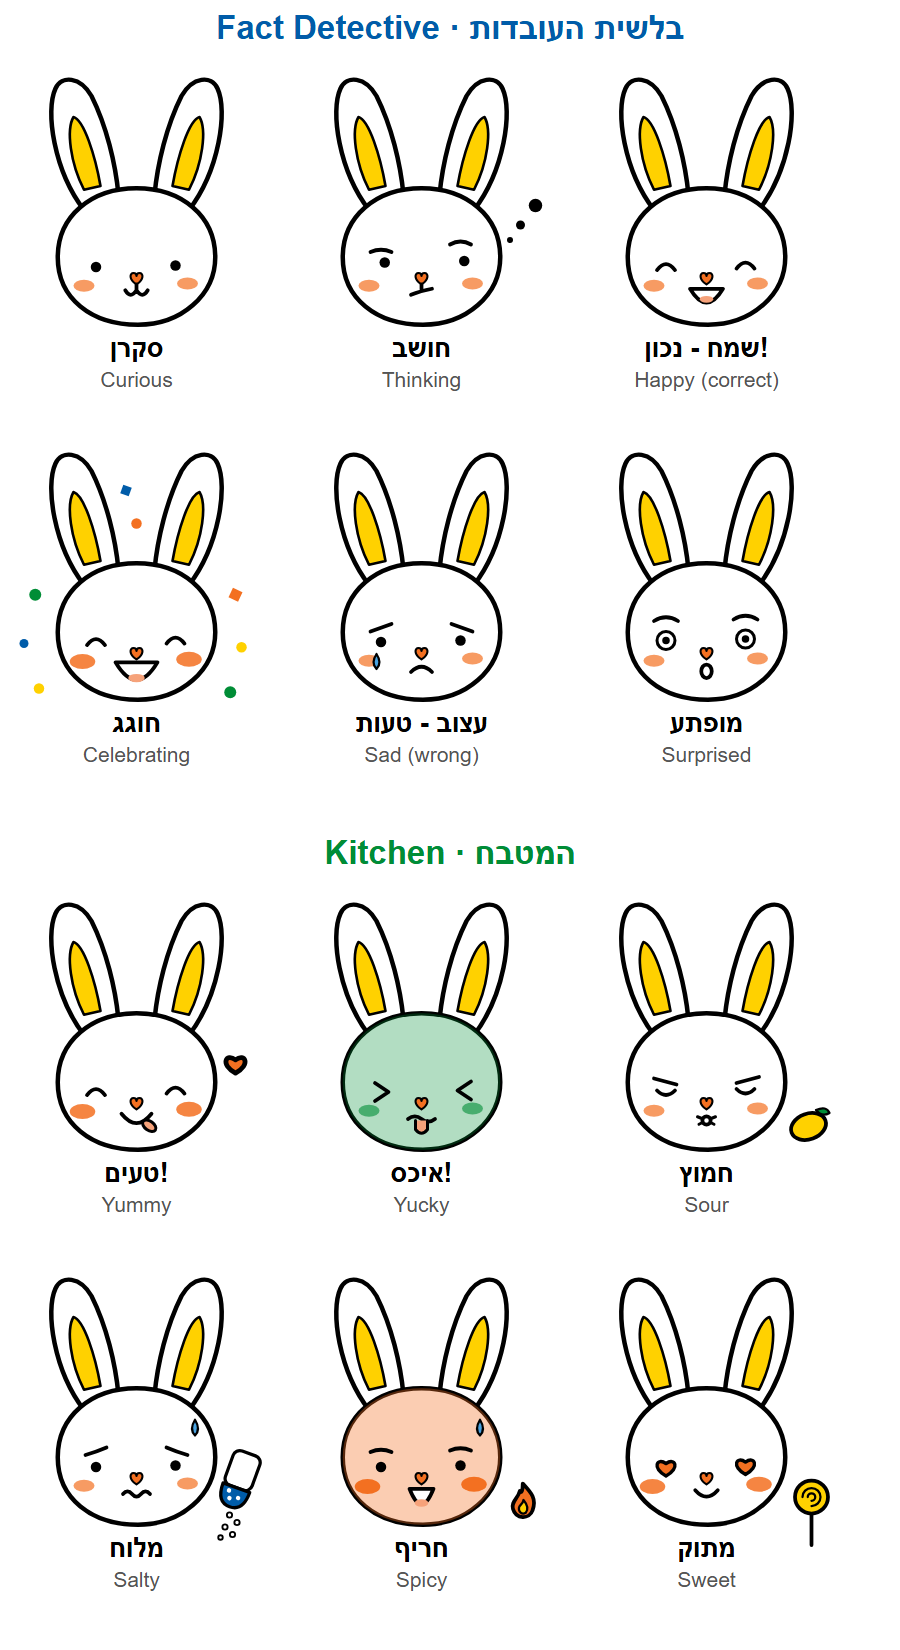 Fact Detective · בלשית העובדות
סקרן
Curious
חושב
Thinking
שמח - נכון!
Happy (correct)
חוגג
Celebrating
עצוב - טעות
Sad (wrong)
מופתע
Surprised
Kitchen · המטבח
טעים!
Yummy
איכס!
Yucky
חמוץ
Sour
מלוח
Salty
חריף
Spicy
מתוק
Sweet